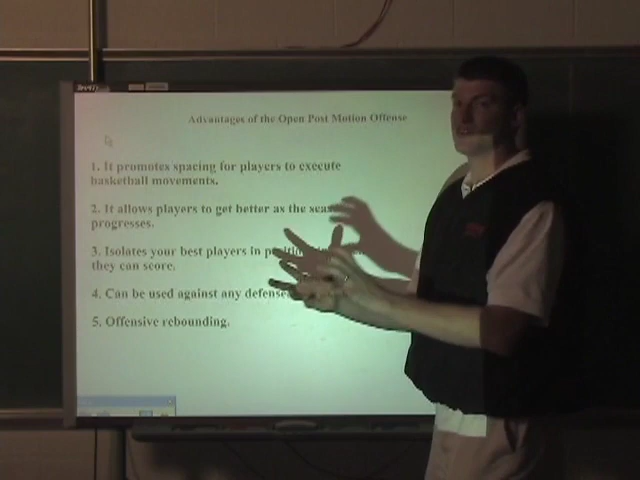 Advantages of the Open Post Motion Offense
1. It promotes spacing for players to execute
basketball movements.
2. It allows players to get better as the
progresses.
3. Isolates your best players in
they can score.
4. Can be used against any defense
5. Offensive rebounding.